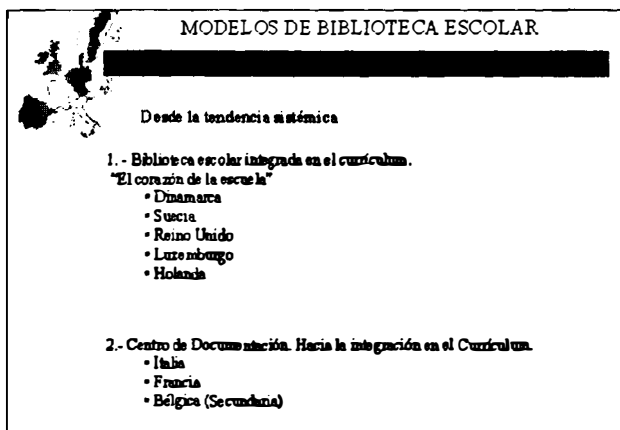 MODELOS DE BIBLIOTECA ESCOLAR
Desde la tendencia sistémica
1. - Biblioteca escolar integrada en el currículum.
"El corazón de la escuela"
• Dinamarca
• Suecia
• Reino Unido
• Luxemburgo
• Holanda
2.- Centro de Documentación. Hacia la integración en el Currículum.
• Italia
• Francia
• Bélgica (Secundaria)